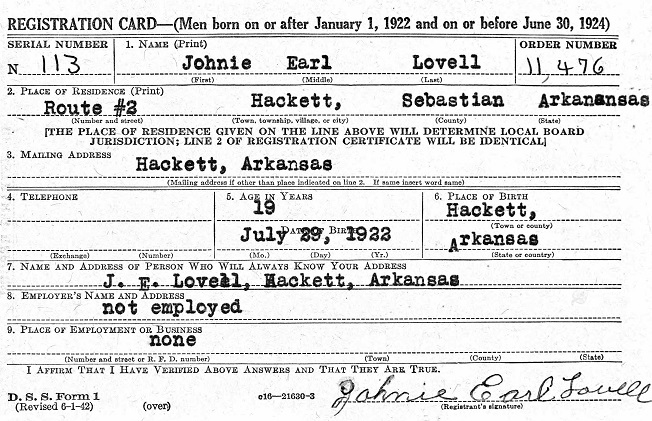 REGISTRATION CARD—(Men born on or after January 1, 1922 and on or before June 30, 1924)
SERIAL NUMBER 1. NAME (Print) ORDER NUMBER
N 113 Johnie Earl Lovell 11,476
(First) (Middle) (Last)
2. PLACE OF RESIDENCE (Print)
Route #2 Hackett, Sebastian Arkansas
(Number and street) (Town, township, village, or city) (County) (State)
[THE PLACE OF RESIDENCE GIVEN ON THE LINE ABOVE WILL DETERMINE LOCAL BOARD
JURISDICTION; LINE 2 OF REGISTRATION CERTIFICATE WILL BE IDENTICAL]
3. MAILING ADDRESS
Hackett, Arkansas
(Mailing address if other than place indicated on line 2. If same insert word same)
4. TELEPHONE 5. AGE IN YEARS 6. PLACE OF BIRTH
19 Hackett,
DATE OF BIRTH (Town or county)
July 29, 1922 Arkansas
(Exchange) (Number) (Mo.) (Day) (Yr.) (State or country)
7. NAME AND ADDRESS OF PERSON WHO WILL ALWAYS KNOW YOUR ADDRESS
J. E. Lovell, Hackett, Arkansas
8. EMPLOYER'S NAME AND ADDRESS
not employed
9. PLACE OF EMPLOYMENT OR BUSINESS
none
(Number and street or R. F. D. number) (Town) (County) (State)
I AFFIRM THAT I HAVE VERIFIED ABOVE ANSWERS AND THAT THEY ARE TRUE.
D. S. S. Form 1
(Revised 6-1-42) (over) c16—21630-3 Johnie Earl Lovell
(Registrant's signature)